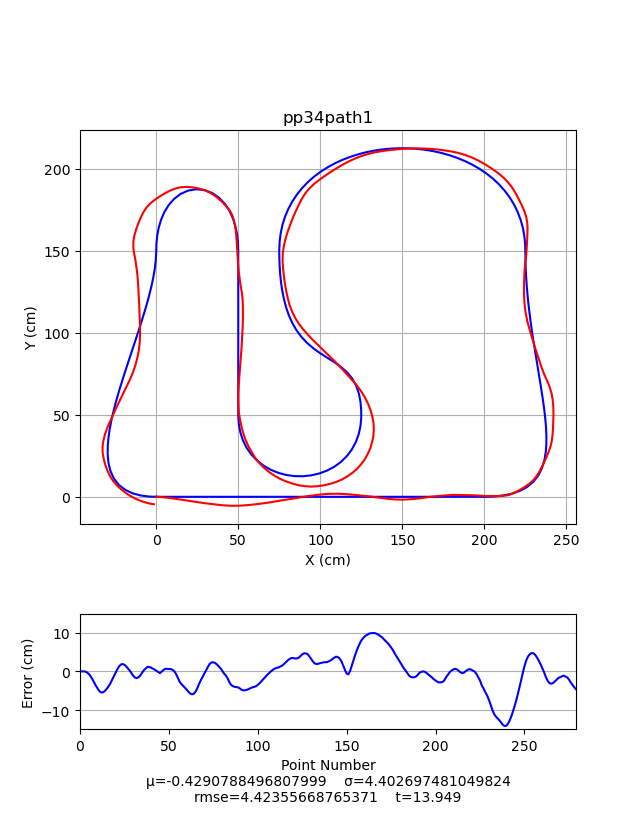 pp34path1
200
150
100
50
0
Y (cm)
0 50 100 150 200 250
X (cm)
10
0
−10
Error (cm)
0 50 100 150 200 250
Point Number
μ=-0.4290788496807999 σ=4.402697481049824
rmse=4.42355668765371 t=13.949